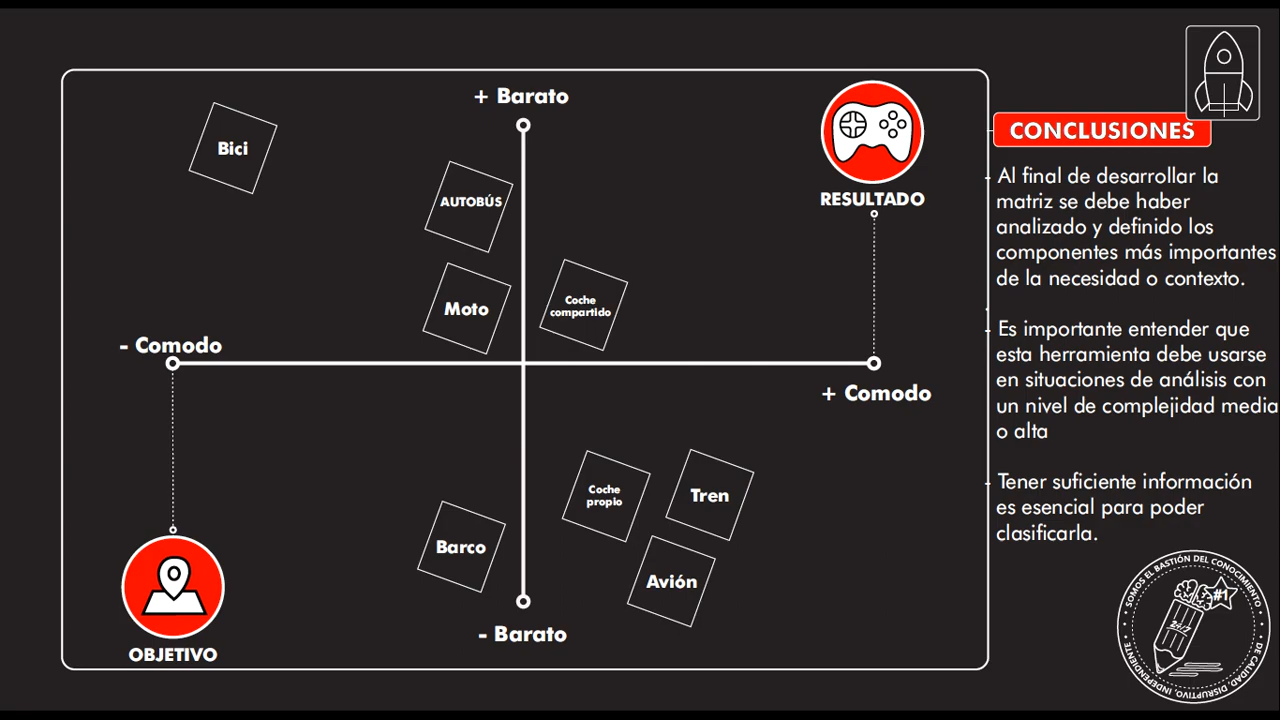 + Barato
Bici
AUTOBÚS
RESULTADO
Moto
Coche
compartido
- Comodo
+ Comodo
Coche
propio
Tren
Barco
Avión
- Barato
OBJETIVO
CONCLUSIONES
- Al final de desarrollar la
matriz se debe haber
analizado y definido los
componentes más importantes
de la necesidad o contexto.
- Es importante entender que
esta herramienta debe usarse
en situaciones de análisis con
un nivel de complejidad media
o alta
- Tener suficiente información
es esencial para poder
clasificarla.
• SOMOS EL BASTIÓN DEL CONOCIMIENTO •
DE CALIDAD, DISRUPTIVO, INDEPENDIENTE
#1
24/7